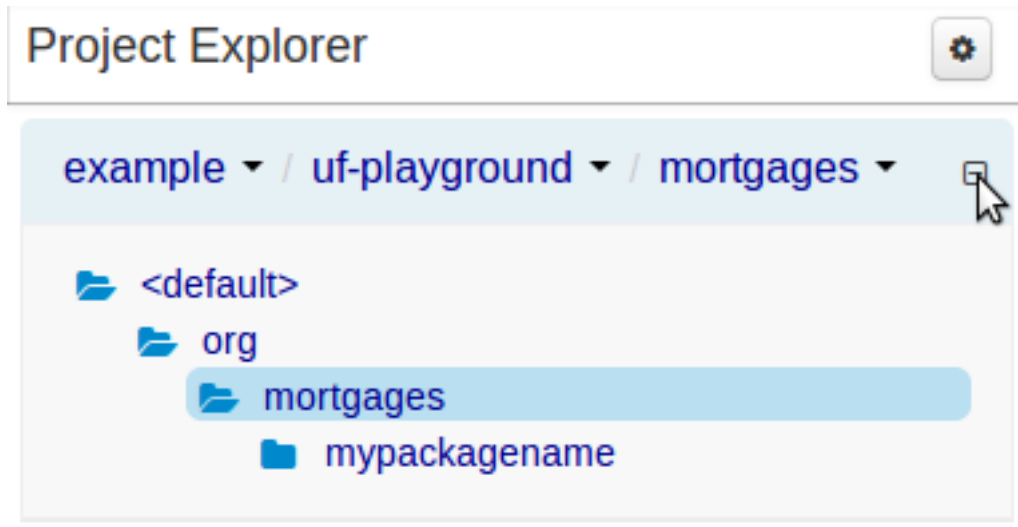 Project Explorer
example / uf-playground / mortgages
<default>
org
mortgages
mypackagename